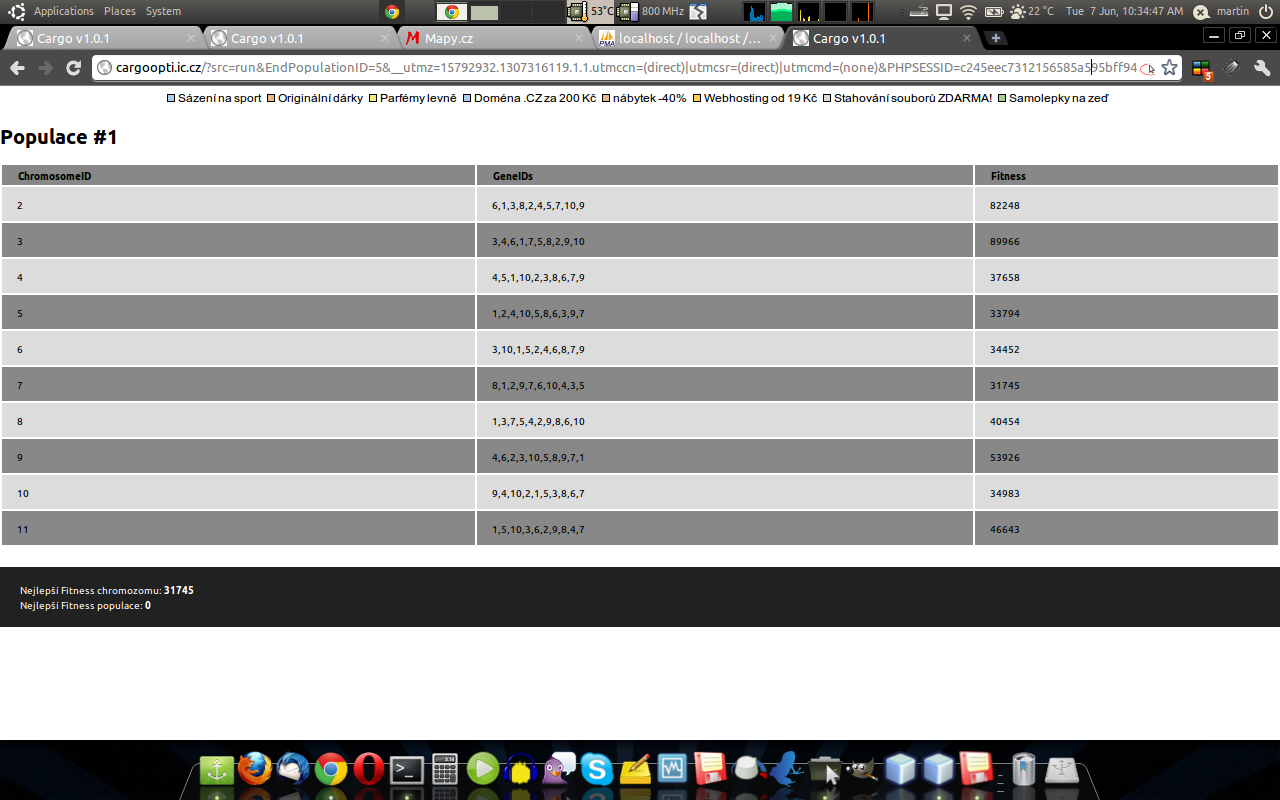 Applications Places System 53°C 800 MHz 22 °C Tue 7 Jun, 10:34:47 AM martin
Cargo v1.0.1 Cargo v1.0.1 Mapy.cz PMA localhost / localhost /... Cargo v1.0.1
cargoopti.ic.cz/?src=run&EndPopulationID=5&__utmz=15792932.1307316119.1.1.utmccn=(direct)|utmcsr=(direct)|utmcmd=(none)&PHPSESSID=c245eec7312156585a595bff94 5
Sázení na sport Originální dárky Parfémy levně Doména .CZ za 200 Kč nábytek -40% Webhosting od 19 Kč Stahování souborů ZDARMA! Samolepky na zeď
Populace #1
ChromosomeID GeneIDs Fitness
2 6,1,3,8,2,4,5,7,10,9 82248
3 3,4,6,1,7,5,8,2,9,10 89966
4 4,5,1,10,2,3,8,6,7,9 37658
5 1,2,4,10,5,8,6,3,9,7 33794
6 3,10,1,5,2,4,6,8,7,9 34452
7 8,1,2,9,7,6,10,4,3,5 31745
8 1,3,7,5,4,2,9,8,6,10 40454
9 4,6,2,3,10,5,8,9,7,1 53926
10 9,4,10,2,1,5,3,8,6,7 34983
11 1,5,10,3,6,2,9,8,4,7 46643
Nejlepší Fitness chromozomu: 31745
Nejlepší Fitness populace: 0